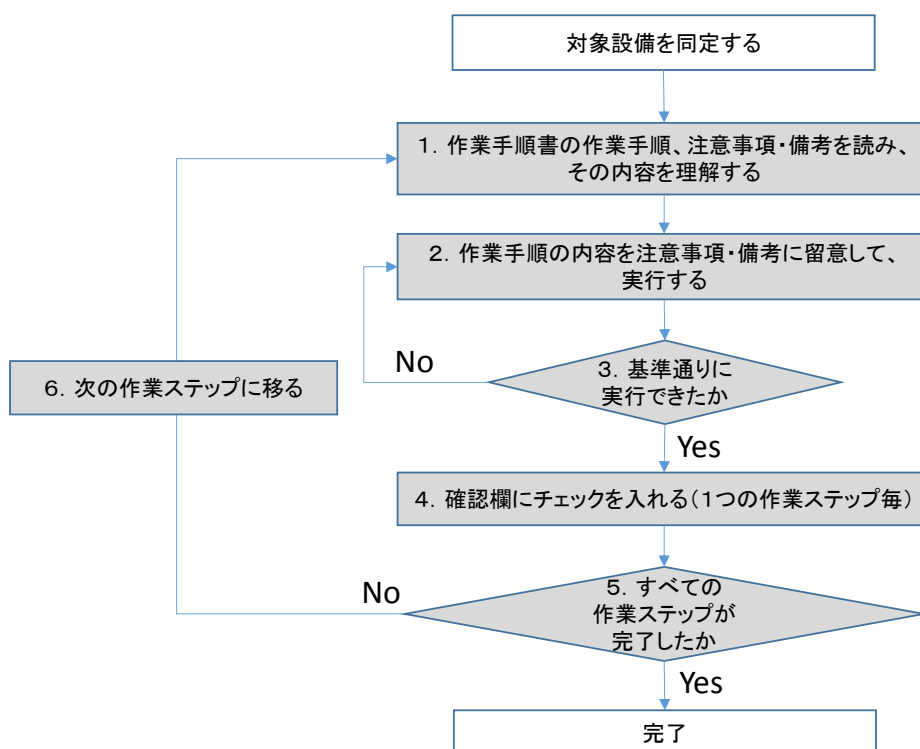 対象設備を同定する
１．作業手順書の作業手順、注意事項・備考を読み、
その内容を理解する
２．作業手順の内容を注意事項・備考に留意して、
実行する
No
３．基準通りに
実行できたか
６．次の作業ステップに移る
Yes
４．確認欄にチェックを入れる（１つの作業ステップ毎）
No
５．すべての
作業ステップが
完了したか
Yes
完了